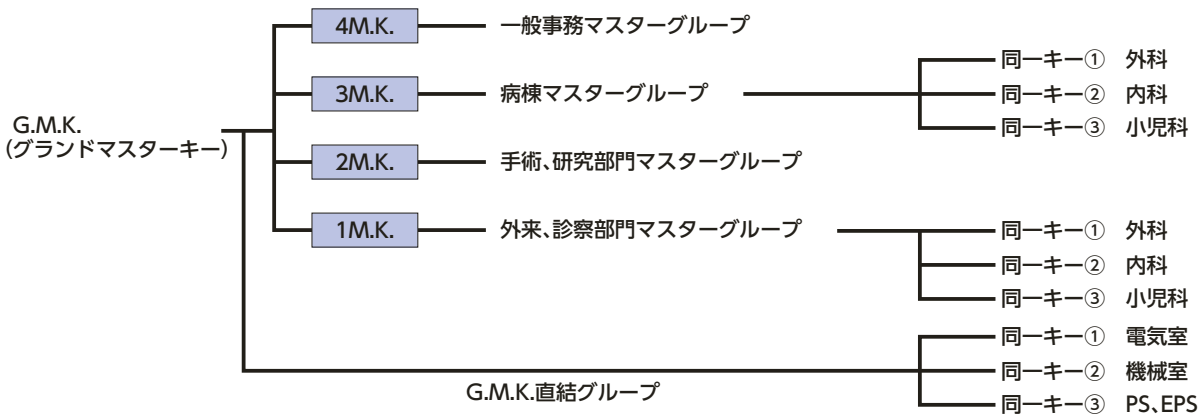 G.M.K.
（グランドマスターキー）
4M.K.
一般事務マスターグループ
3M.K.
病棟マスターグループ
同一キー① 外科
同一キー② 内科
同一キー③ 小児科
2M.K.
手術、研究部門マスターグループ
1M.K.
外来、診察部門マスターグループ
同一キー① 外科
同一キー② 内科
同一キー③ 小児科
G.M.K.直結グループ
同一キー① 電気室
同一キー② 機械室
同一キー③ PS、EPS